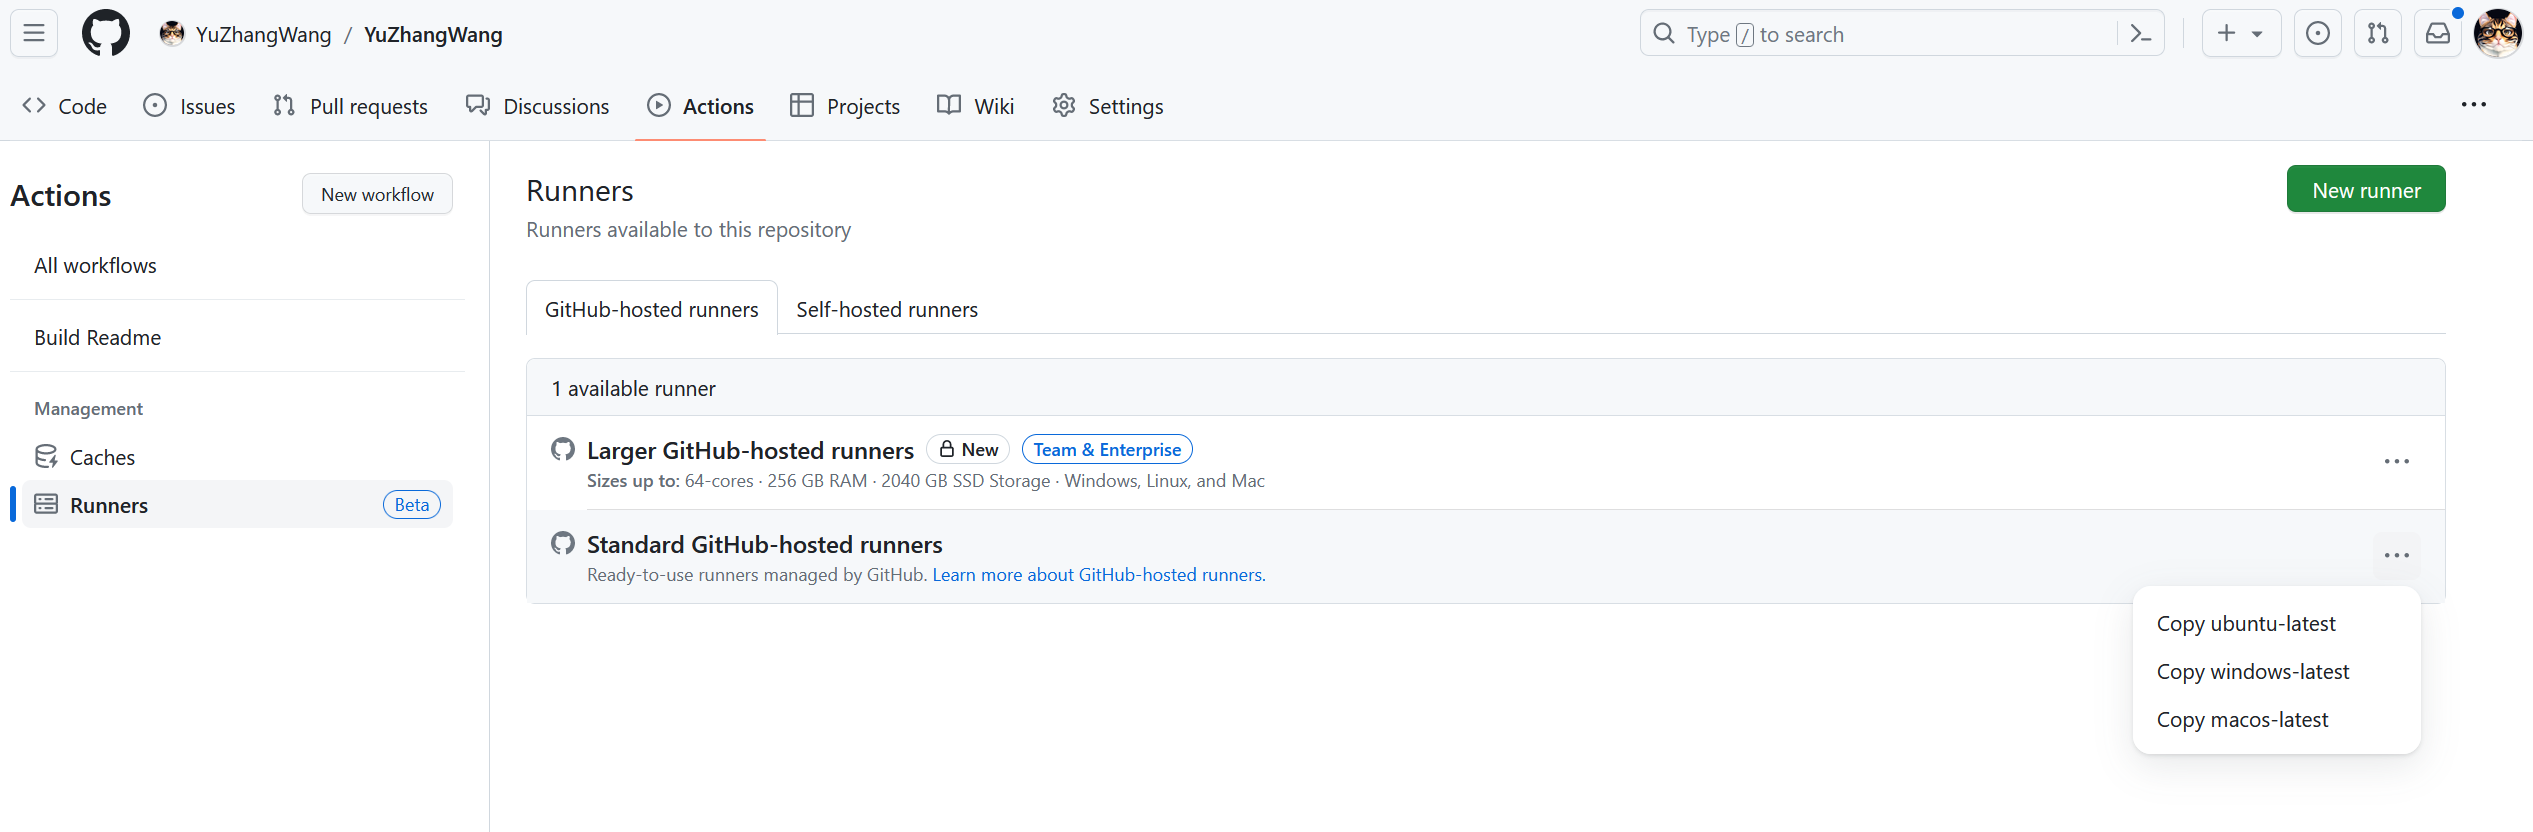 YuZhangWang / YuZhangWang
Type / to search
Code Issues Pull requests Discussions Actions Projects Wiki Settings
Actions
New workflow
All workflows
Build Readme
Management
Caches
Runners Beta
Runners
Runners available to this repository
New runner
GitHub-hosted runners Self-hosted runners
1 available runner
Larger GitHub-hosted runners New Team & Enterprise
Sizes up to: 64-cores · 256 GB RAM · 2040 GB SSD Storage · Windows, Linux, and Mac
Standard GitHub-hosted runners
Ready-to-use runners managed by GitHub. Learn more about GitHub-hosted runners.
Copy ubuntu-latest
Copy windows-latest
Copy macos-latest